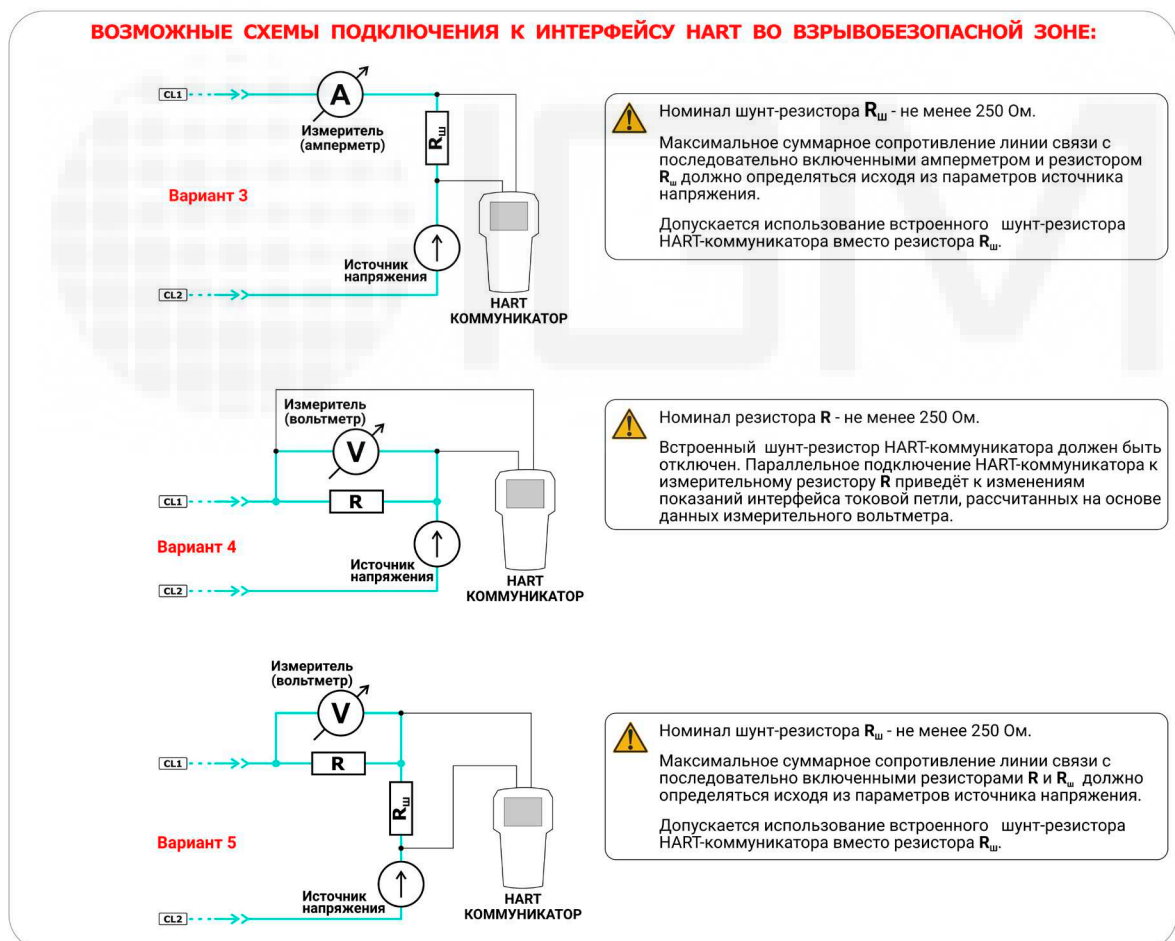 ВОЗМОЖНЫЕ СХЕМЫ ПОДКЛЮЧЕНИЯ К ИНТЕРФЕЙСУ HART ВО ВЗРЫВОБЕЗОПАСНОЙ ЗОНЕ:
CL1
A
Измеритель
(амперметр)
Rш
Вариант 3
Источник
напряжения
CL2
HART
КОММУНИКАТОР
Номинал шунт-резистора Rш - не менее 250 Ом.
Максимальное суммарное сопротивление линии связи с
последовательно включенными амперметром и резистором
Rш должно определяться исходя из параметров источника
напряжения.
Допускается использование встроенного шунт-резистора
HART-коммуникатора вместо резистора Rш.
Измеритель
(вольтметр)
V
CL1
R
Вариант 4
Источник
напряжения
CL2
HART
КОММУНИКАТОР
Номинал резистора R - не менее 250 Ом.
Встроенный шунт-резистор HART-коммуникатора должен быть
отключен. Параллельное подключение HART-коммуникатора к
измерительному резистору R приведёт к изменениям
показаний интерфейса токовой петли, рассчитанных на основе
данных измерительного вольтметра.
Измеритель
(вольтметр)
V
CL1
R
Rш
Вариант 5
Источник
напряжения
CL2
HART
КОММУНИКАТОР
Номинал шунт-резистора Rш - не менее 250 Ом.
Максимальное суммарное сопротивление линии связи с
последовательно включенными резисторами R и Rш должно
определяться исходя из параметров источника напряжения.
Допускается использование встроенного шунт-резистора
HART-коммуникатора вместо резистора Rш.